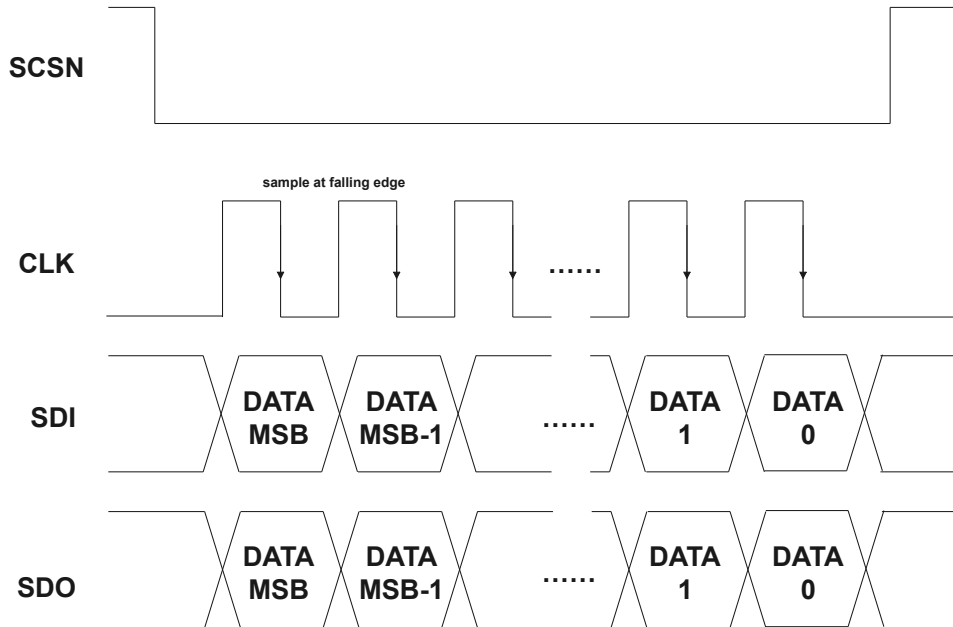 SCSN
sample at falling edge
CLK
......
SDI
DATA
MSB
DATA
MSB-1
......
DATA
1
DATA
0
SDO
DATA
MSB
DATA
MSB-1
......
DATA
1
DATA
0